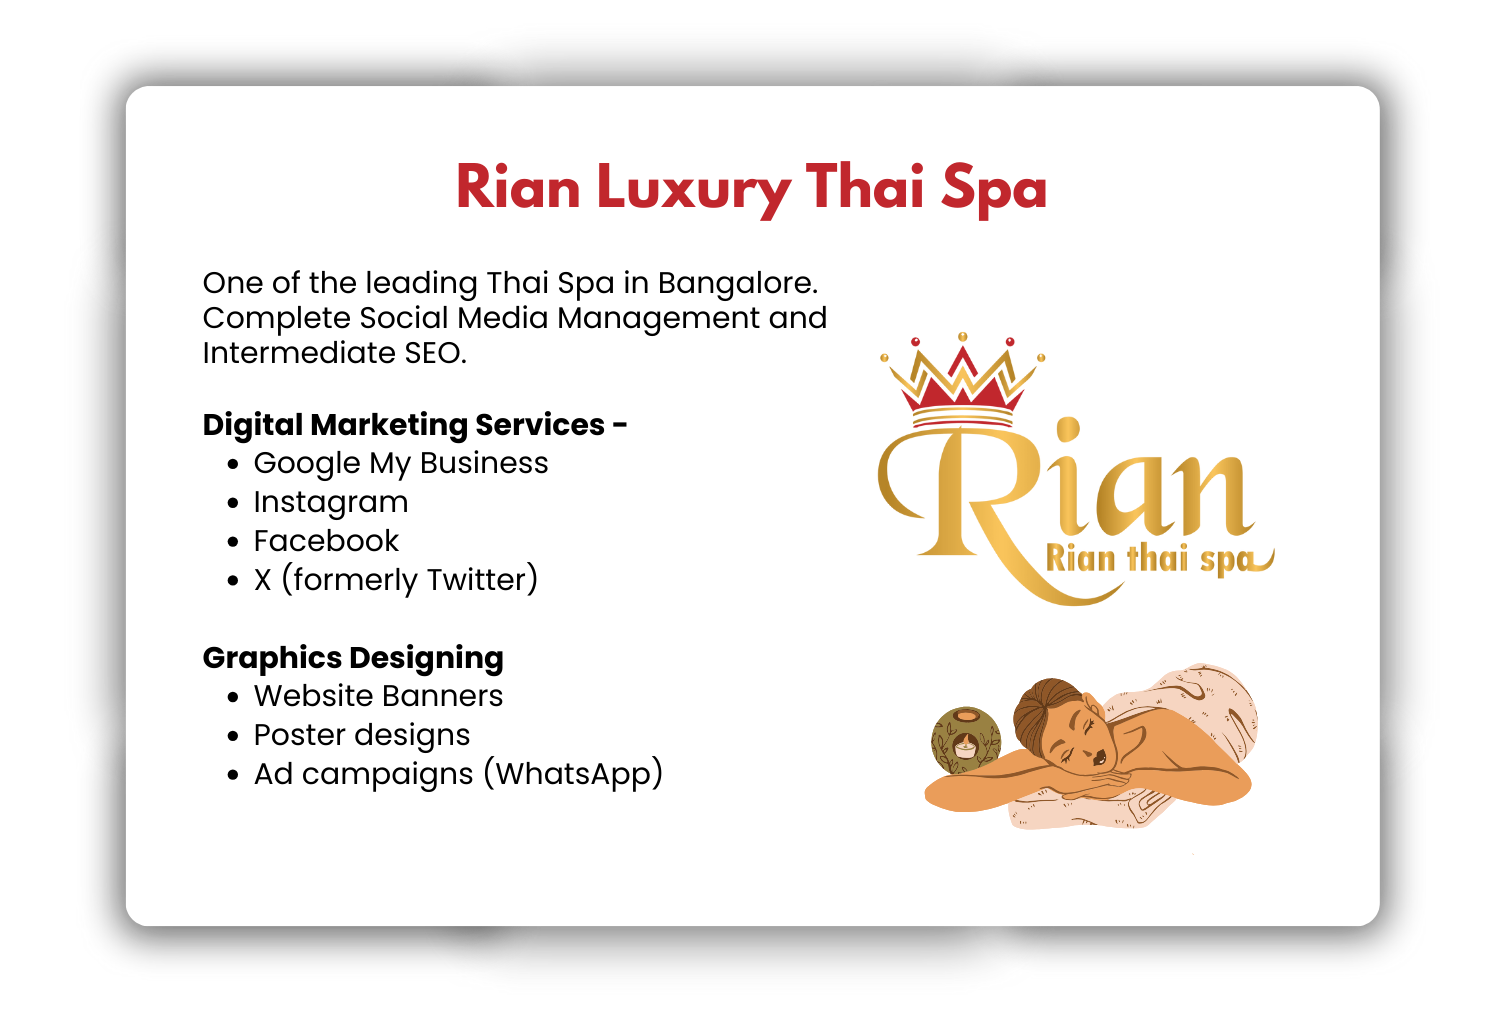 Rian Luxury Thai Spa
One of the leading Thai Spa in Bangalore.
Complete Social Media Management and
Intermediate SEO.
Digital Marketing Services -
• Google My Business
• Instagram
• Facebook
• X (formerly Twitter)
Graphics Designing
• Website Banners
• Poster designs
• Ad campaigns (WhatsApp)
Rian
Rian thai spa